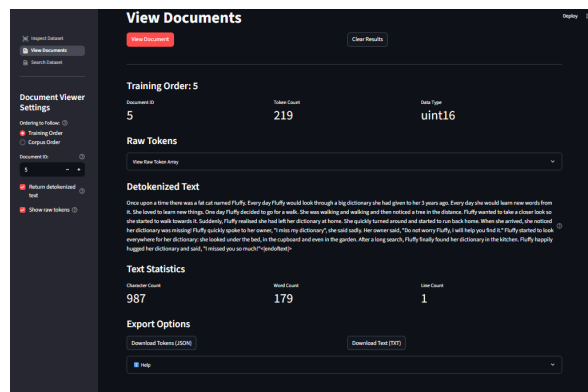 View Documents
Deploy
Inspect Dataset
View Documents
Search Dataset
View Document
Clear Results
Document Viewer
Settings
Ordering to Follow:
Training Order
Corpus Order
Document ID:
5
- +
Return detokenized
text
Show raw tokens
Training Order: 5
Document ID
Token Count
Data Type
5
219
uint16
Raw Tokens
View Raw Token Array
Detokenized Text
Once upon a time there was a fat cat named Fluffy. Every day Fluffy would look through a big dictionary she had given to her 3 years ago. Every day she would learn new words from
it. She loved to learn new things. One day Fluffy decided to go for a walk. She was walking and walking and then noticed a tree in the distance. Fluffy wanted to take a closer look so
she started to walk towards it. Suddenly, Fluffy realised she had left her dictionary at home. She quickly turned around and started to run back home. When she arrived, she noticed
her dictionary was missing! Fluffy quickly spoke to her owner, "I miss my dictionary", she said sadly. Her owner said, "Do not worry Fluffy, I will help you find it." Fluffy started to look
everywhere for her dictionary: she looked under the bed, in the cupboard and even in the garden. After a long search, Fluffy finally found her dictionary in the kitchen. Fluffy happily
hugged her dictionary and said, "I missed you so much!"<|endoftext|>
Text Statistics
Character Count
Word Count
Line Count
987
179
1
Export Options
Download Tokens (JSON)
Download Text (TXT)
Help